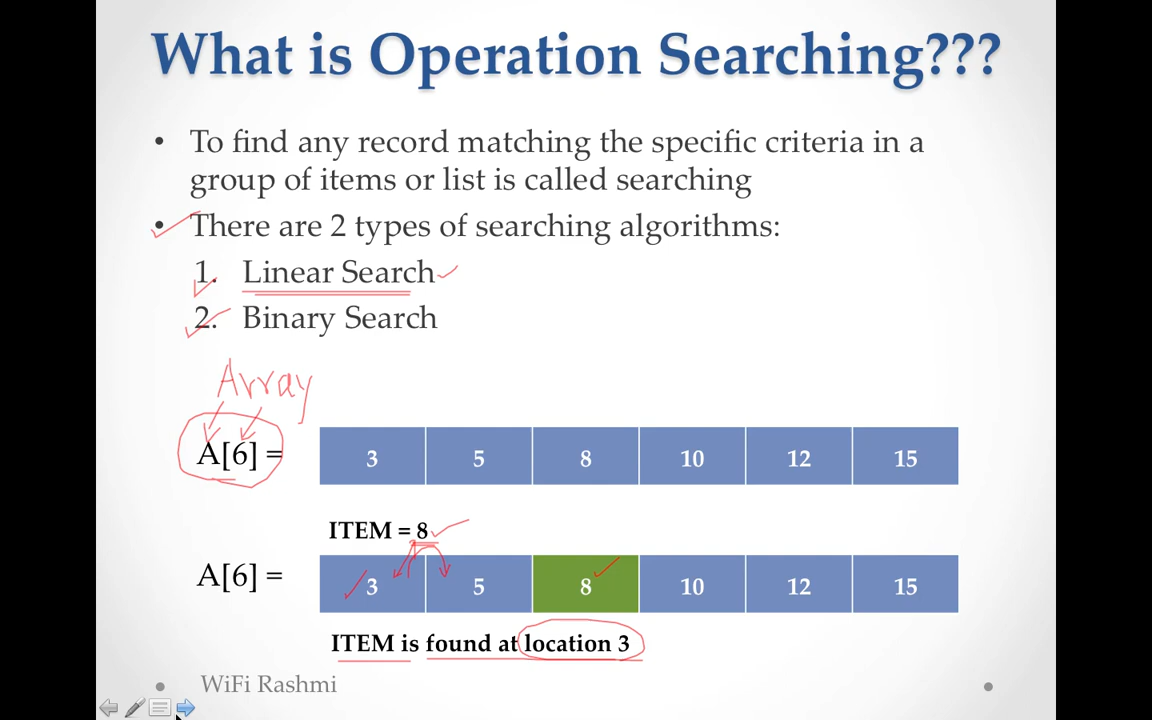 What is Operation Searching???
• To find any record matching the specific criteria in a
group of items or list is called searching
• There are 2 types of searching algorithms:
1. Linear Search
2. Binary Search
Array
A[6] = 3 5 8 10 12 15
ITEM = 8
A[6] = 3 5 8 10 12 15
ITEM is found at location 3
WiFi Rashmi